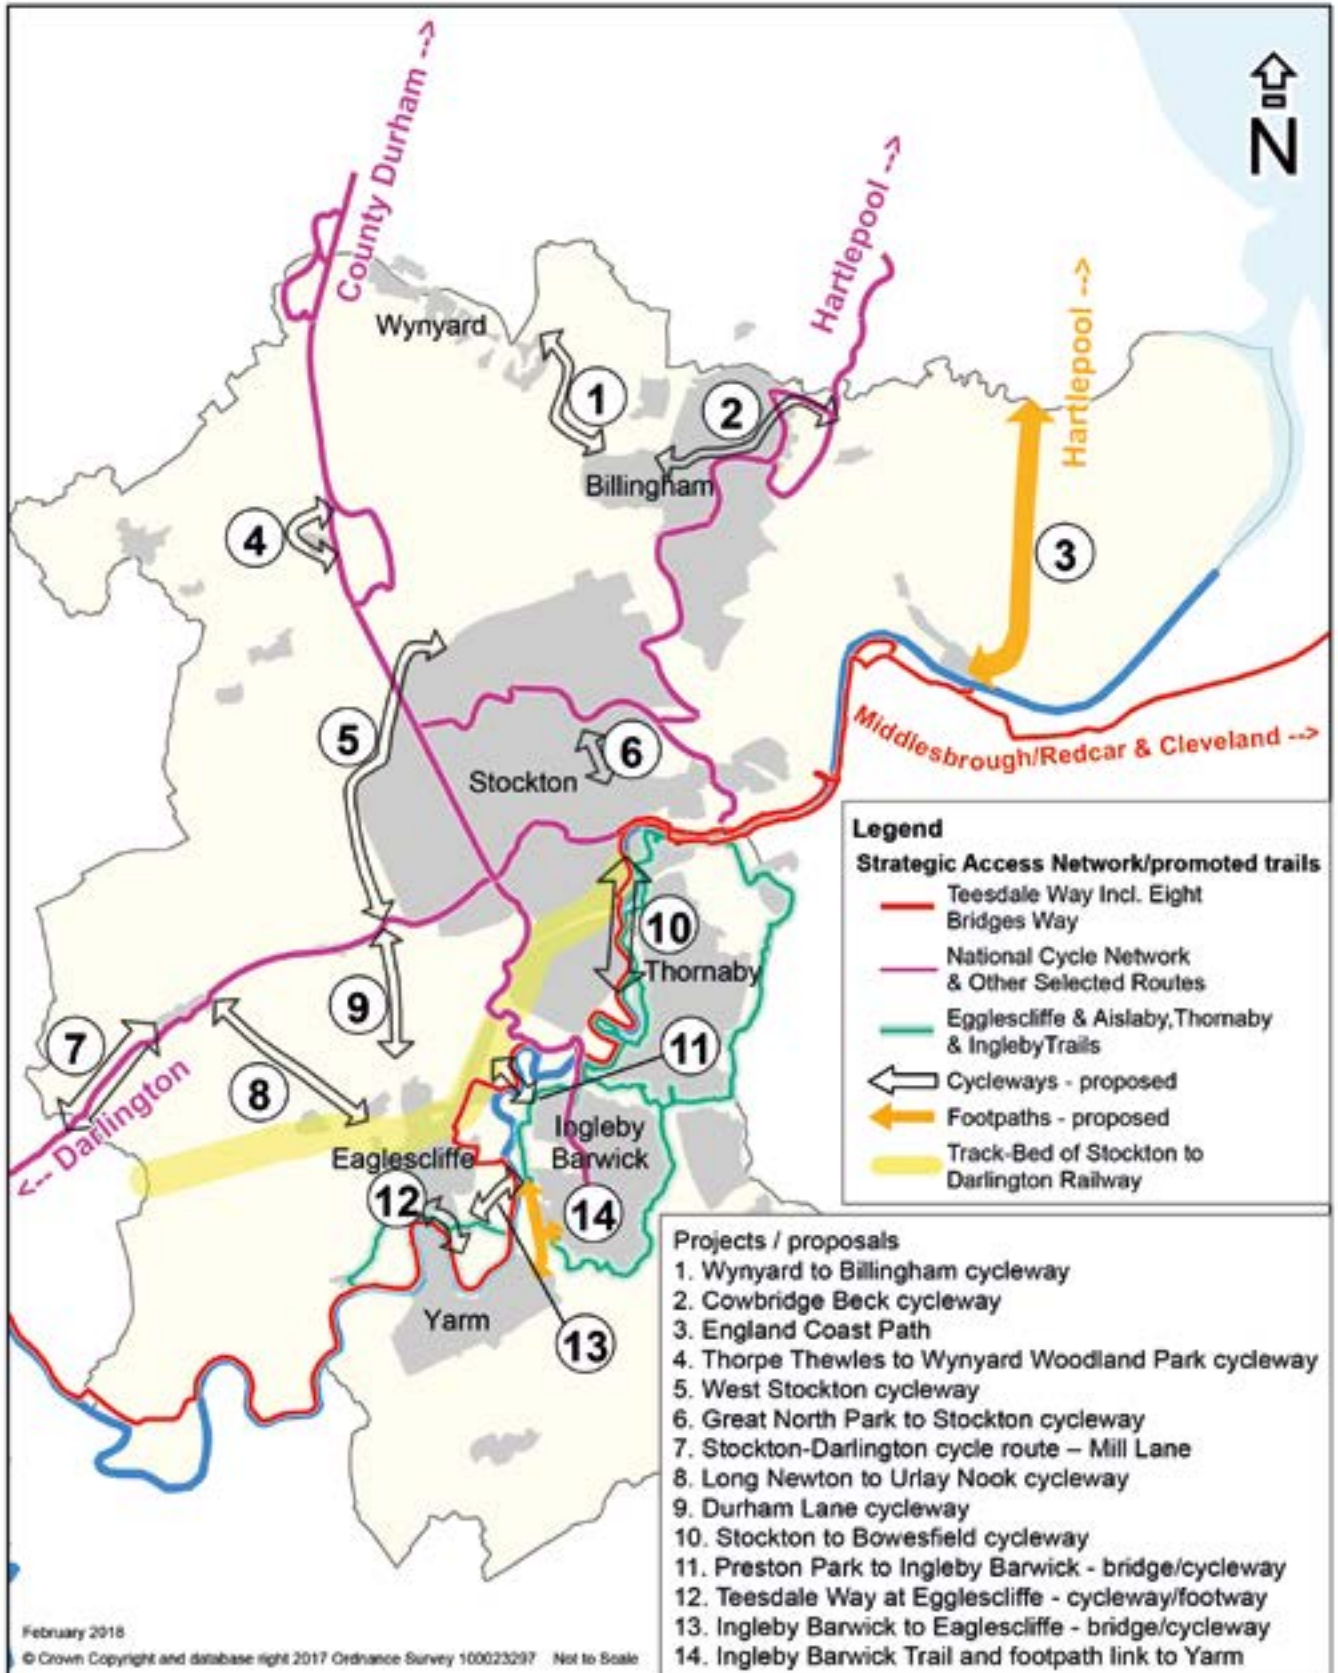 County Durham --->
Hartlepool --->
N
Wynyard
Hartlepool -->
1
2
Billingham
3
4
5
6
Stockton
Middlesbrough/Redcar & Cleveland -->
10
Thornaby
9
7
8
11
<-- Darlington
Ingleby
Barwick
Eaglescliffe
12
14
Yarm
13
Legend
Strategic Access Network/promoted trails
Teesdale Way Incl. Eight
Bridges Way
National Cycle Network
& Other Selected Routes
Egglescliffe & Aislaby,Thornaby
& InglebyTrails
Cycleways - proposed
Footpaths - proposed
Track-Bed of Stockton to
Darlington Railway
Projects / proposals
1. Wynyard to Billingham cycleway
2. Cowbridge Beck cycleway
3. England Coast Path
4. Thorpe Thewles to Wynyard Woodland Park cycleway
5. West Stockton cycleway
6. Great North Park to Stockton cycleway
7. Stockton-Darlington cycle route – Mill Lane
8. Long Newton to Urlay Nook cycleway
9. Durham Lane cycleway
10. Stockton to Bowesfield cycleway
11. Preston Park to Ingleby Barwick - bridge/cycleway
12. Teesdale Way at Egglescliffe - cycleway/footway
13. Ingleby Barwick to Eaglescliffe - bridge/cycleway
14. Ingleby Barwick Trail and footpath link to Yarm
February 2018
© Crown Copyright and database right 2017 Ordnance Survey 100023297 Not to Scale